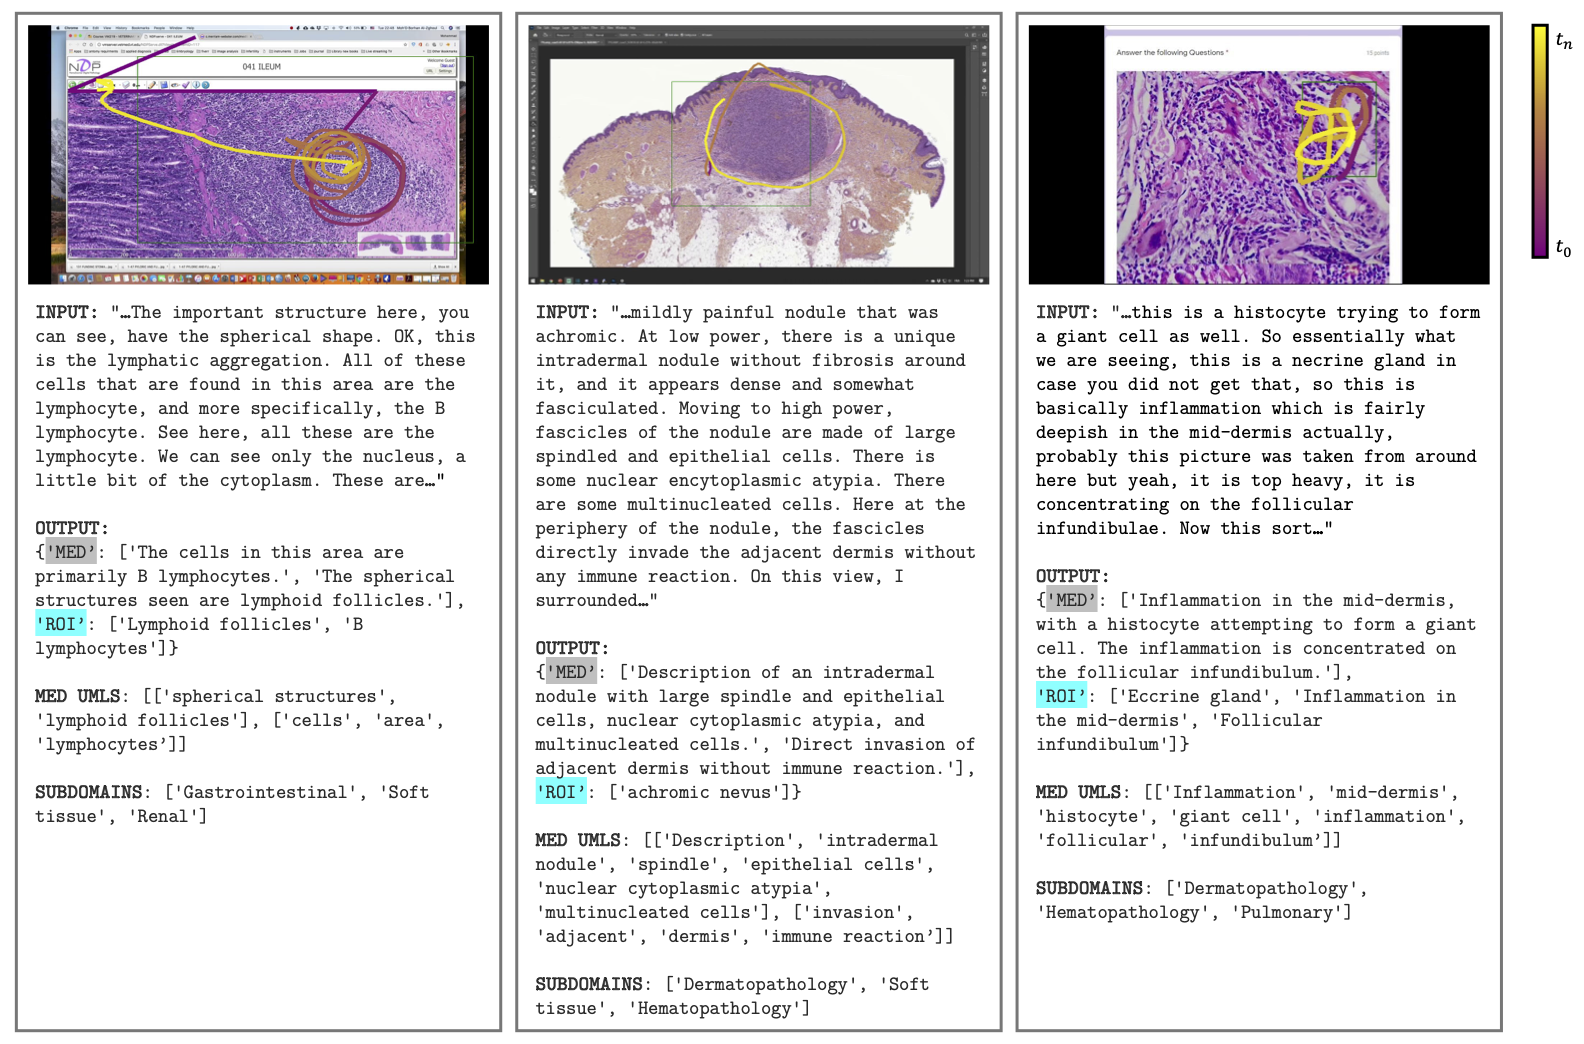 041 ILEUM
NDP
Welcome Guest
Answer the following Questions *
15 points
tn
t0
INPUT: "…The important structure here, you
can see, have the spherical shape. OK, this
is the lymphatic aggregation. All of these
cells that are found in this area are the
lymphocyte, and more specifically, the B
lymphocyte. See here, all these are the
lymphocyte. We can see only the nucleus, a
little bit of the cytoplasm. These are…"
OUTPUT:
{'MED’: ['The cells in this area are
primarily B lymphocytes.', 'The spherical
structures seen are lymphoid follicles.'],
'ROI’: ['Lymphoid follicles', 'B
lymphocytes']}
MED UMLS: [['spherical structures',
'lymphoid follicles'], ['cells', 'area',
'lymphocytes’]]
SUBDOMAINS: ['Gastrointestinal', 'Soft
tissue', 'Renal']
INPUT: "…mildly painful nodule that was
achromic. At low power, there is a unique
intradermal nodule without fibrosis around
it, and it appears dense and somewhat
fasciculated. Moving to high power,
fascicles of the nodule are made of large
spindled and epithelial cells. There is
some nuclear encytoplasmic atypia. There
are some multinucleated cells. Here at the
periphery of the nodule, the fascicles
directly invade the adjacent dermis without
any immune reaction. On this view, I
surrounded…"
OUTPUT:
{'MED’: ['Description of an intradermal
nodule with large spindle and epithelial
cells, nuclear cytoplasmic atypia, and
multinucleated cells.', 'Direct invasion of
adjacent dermis without immune reaction.'],
'ROI’: ['achromic nevus']}
MED UMLS: [['Description', 'intradermal
nodule', 'spindle', 'epithelial cells',
'nuclear cytoplasmic atypia',
'multinucleated cells'], ['invasion',
'adjacent', 'dermis', 'immune reaction’]]
SUBDOMAINS: ['Dermatopathology', 'Soft
tissue', 'Hematopathology']
INPUT: "…this is a histocyte trying to form
a giant cell as well. So essentially what
we are seeing, this is a necrine gland in
case you did not get that, so this is
basically inflammation which is fairly
deepish in the mid-dermis actually,
probably this picture was taken from around
here but yeah, it is top heavy, it is
concentrating on the follicular
infundibulae. Now this sort…"
OUTPUT:
{'MED’: ['Inflammation in the mid-dermis,
with a histocyte attempting to form a giant
cell. The inflammation is concentrated on
the follicular infundibulum.'],
'ROI’: ['Eccrine gland', 'Inflammation in
the mid-dermis', 'Follicular
infundibulum']}
MED UMLS: [['Inflammation', 'mid-dermis',
'histocyte', 'giant cell', 'inflammation',
'follicular', 'infundibulum’]]
SUBDOMAINS: ['Dermatopathology',
'Hematopathology', 'Pulmonary']